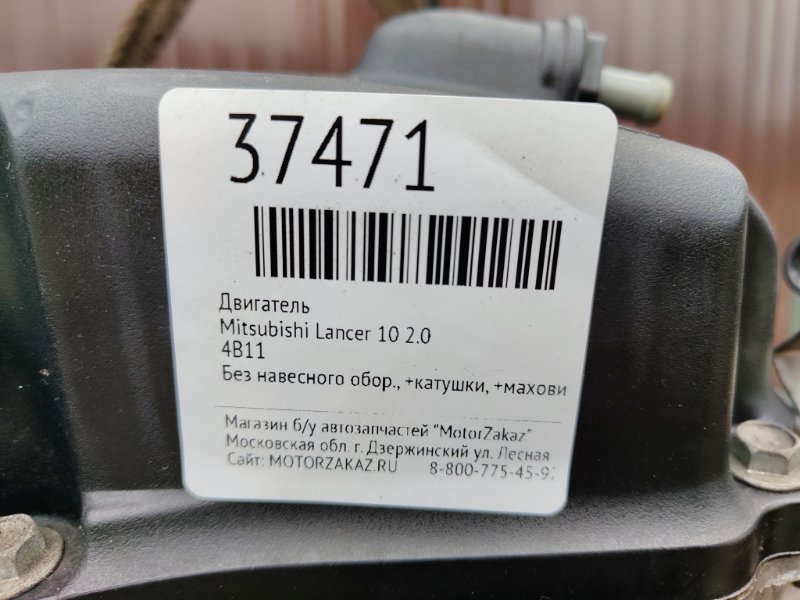 37471
Двигатель
Mitsubishi Lancer 10 2.0
4B11
Без навесного обор., +катушки, +махови
Магазин б/у автозапчастей "MotorZakaz"
Московская обл. г. Дзержинский ул. Лесная
Сайт: MOTORZAKAZ.RU 8-800-775-45-9